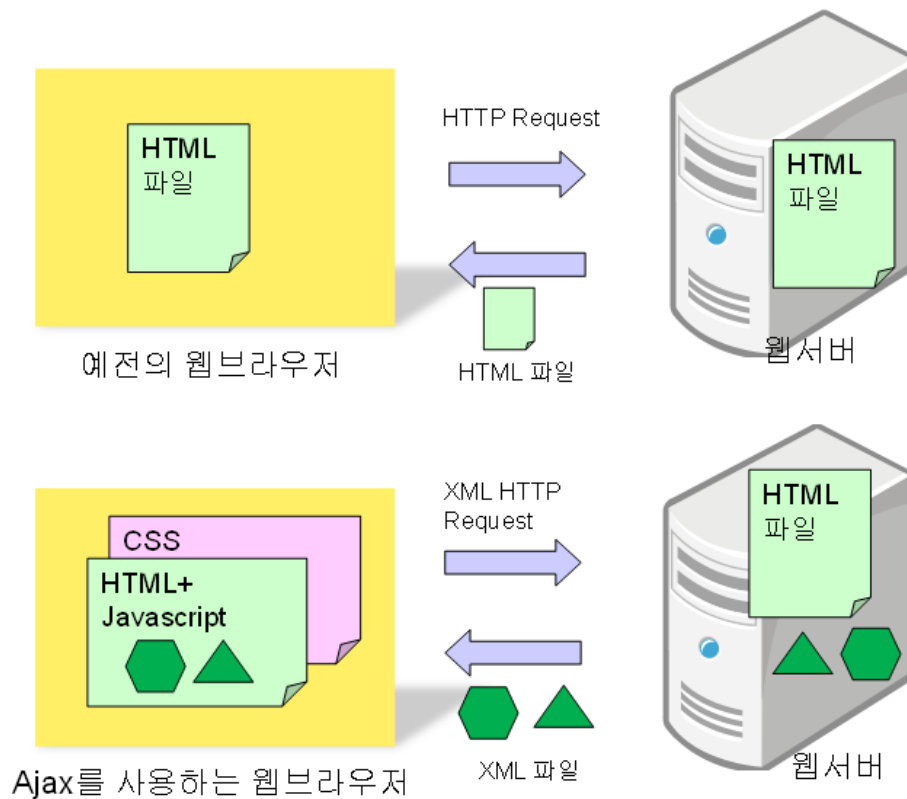 HTTP Request
HTML
파일
HTML
파일
HTML 파일
예전의 웹브라우저
웹서버
XML HTTP
Request
CSS
HTML+
Javascript
HTML
파일
XML 파일
Ajax를 사용하는 웹브라우저
웹서버